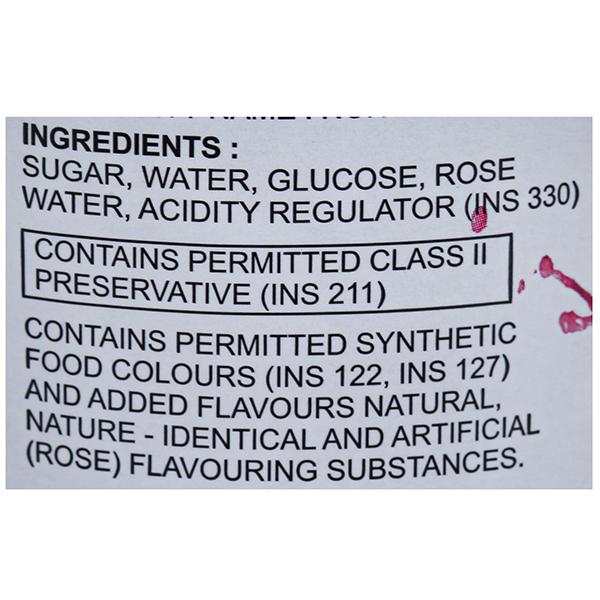 INGREDIENTS :
SUGAR, WATER, GLUCOSE, ROSE
WATER, ACIDITY REGULATOR (INS 330)
CONTAINS PERMITTED CLASS II
PRESERVATIVE (INS 211)
CONTAINS PERMITTED SYNTHETIC
FOOD COLOURS (INS 122, INS 127)
AND ADDED FLAVOURS NATURAL,
NATURE - IDENTICAL AND ARTIFICIAL
(ROSE) FLAVOURING SUBSTANCES.